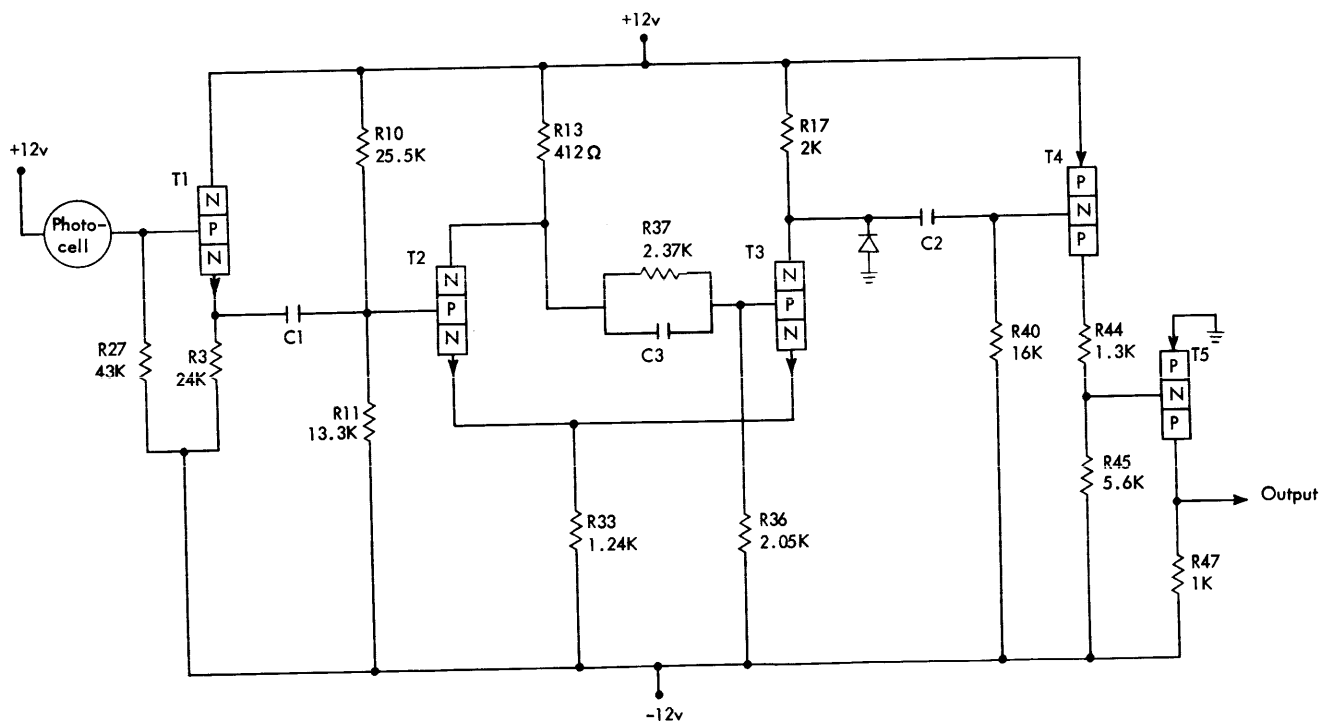 +12v
+12v
Photo-
cell
T1
N
P
N
R27
43K
R3
24K
C1
R10
25.5K
R11
13.3K
T2
N
P
N
R13
412Ω
R37
2.37K
C3
R33
1.24K
T3
N
P
N
R17
2K
R36
2.05K
C2
R40
16K
T4
P
N
P
R44
1.3K
R45
5.6K
T5
P
N
P
Output
R47
1K
-12v